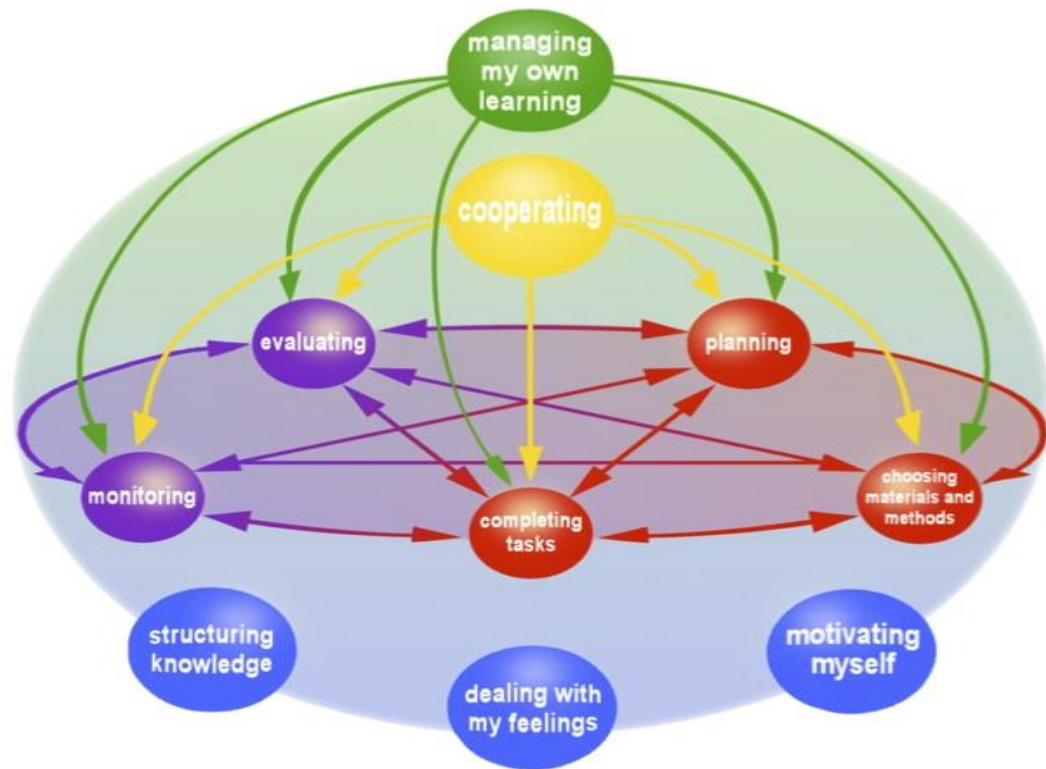 managing
my own
learning
cooperating
evaluating
planning
monitoring
choosing
materials and
methods
completing
tasks
structuring
knowledge
motivating
myself
dealing with
my feelings